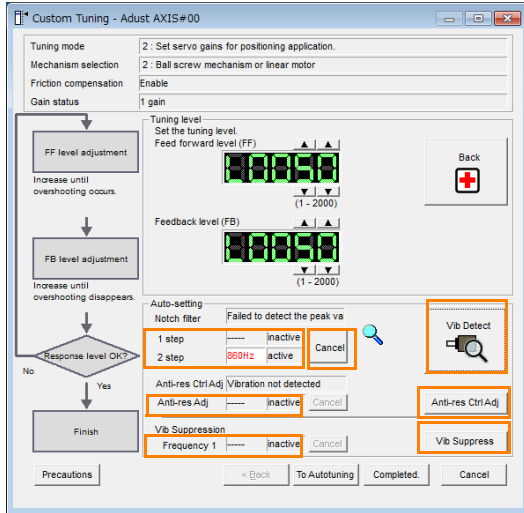 Custom Tuning - Adust AXIS#00
Tuning mode 2 : Set servo gains for positioning application.
Mechanism selection 2 : Ball screw mechanism or linear motor
Friction compensation Enable
Gain status 1 gain
FF level adjustment
Increase until
overshooting occurs.
FB level adjustment
Increase until
overshooting disappears.
Response level OK?
No
Yes
Finish
Tuning level
Set the tuning level.
Feed forward level (FF)
10050
(1 - 2000)
Feedback level (FB)
10050
(1 - 2000)
Back
Auto-setting
Notch filter Failed to detect the peak va
1 step ----- inactive
2 step 860Hz active
Cancel
Vib Detect
Anti-res Ctrl Adj Vibration not detected
Anti-res Adj ----- inactive Cancel Anti-res Ctrl Adj
Vib Suppression
Frequency 1 ----- inactive Cancel Vib Suppress
Precautions < Back To Autotuning Completed. Cancel